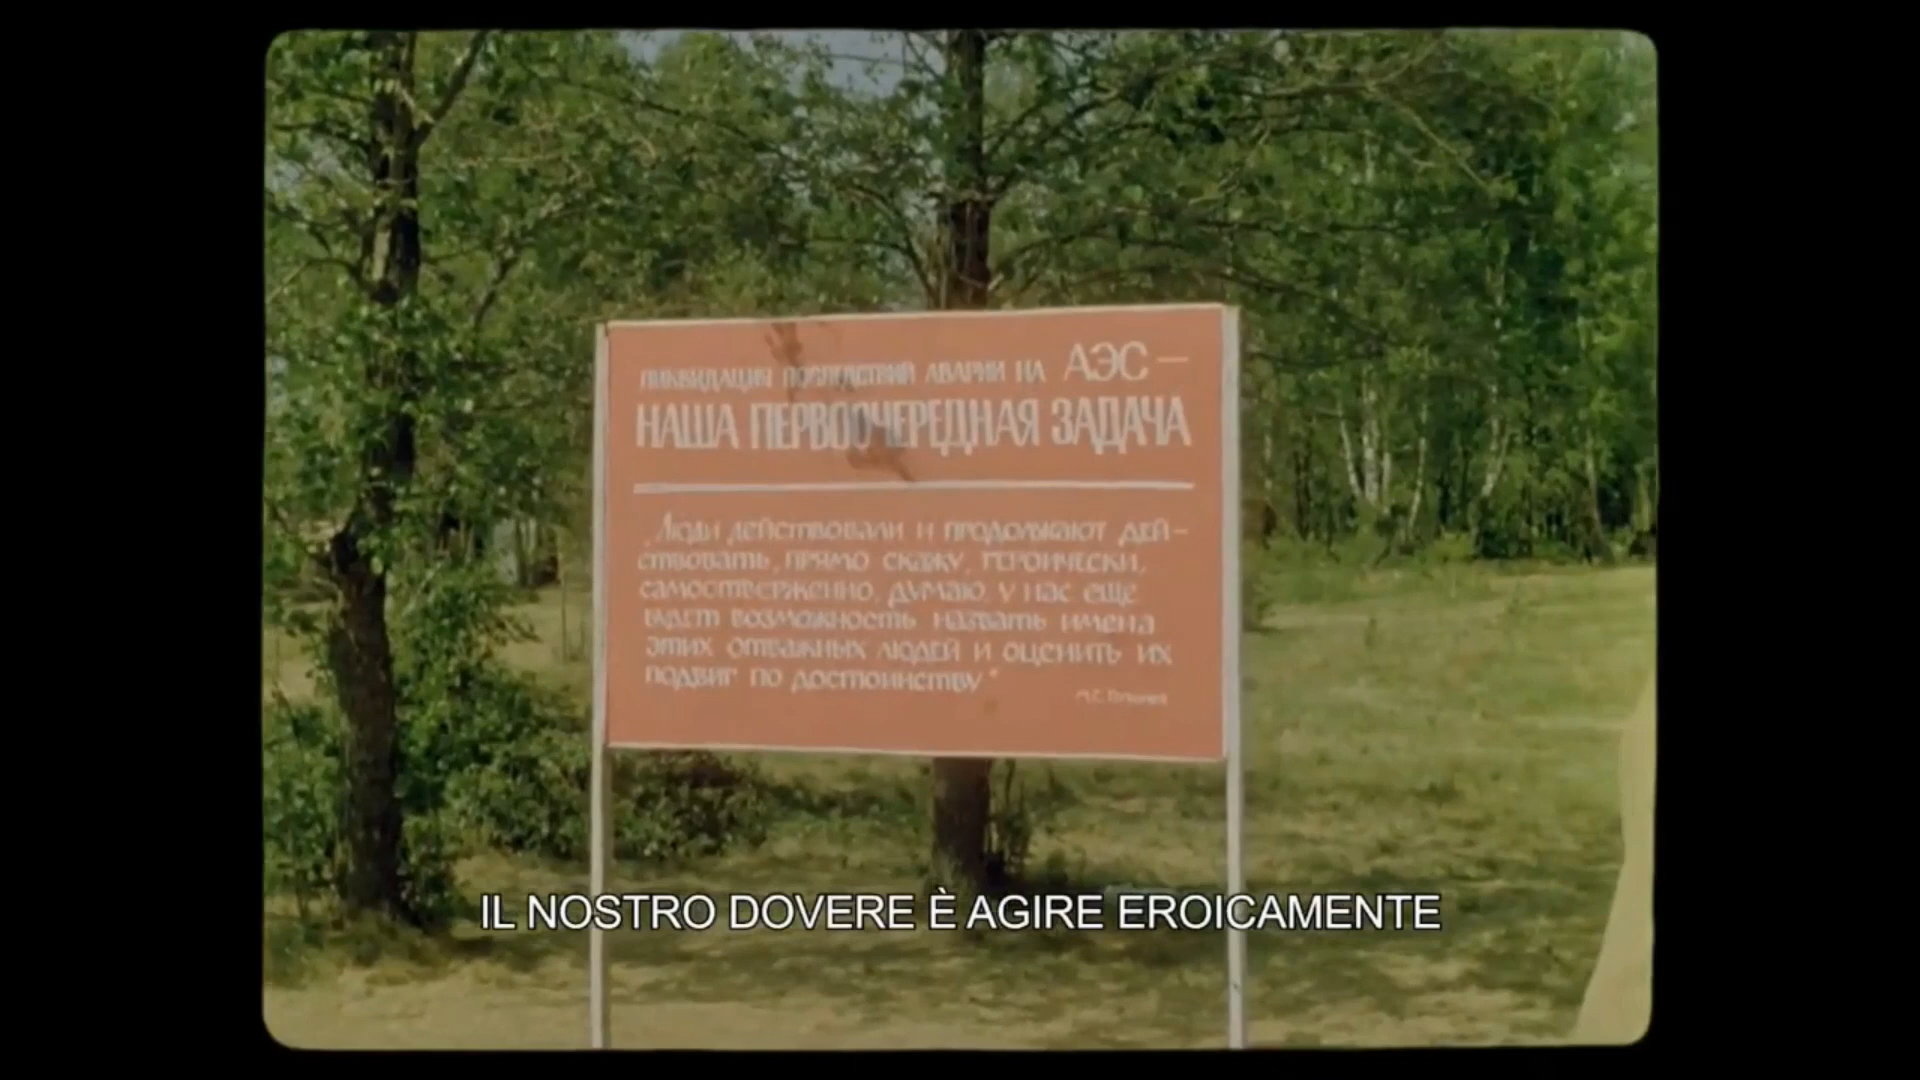 ЛИКВИДАЦИЯ ПОСЛЕДСТВИЙ АВАРИИ НА АЭС —
НАША ПЕРВООЧЕРЕДНАЯ ЗАДАЧА
„Люди действовали и продолжают дей-
ствовать, прямо скажу, героически,
самоотверженно. Думаю, у нас еще
будет возможность назвать имена
этих отважных людей и оценить их
подвиг по достоинству"
М.С.
IL NOSTRO DOVERE È AGIRE EROICAMENTE